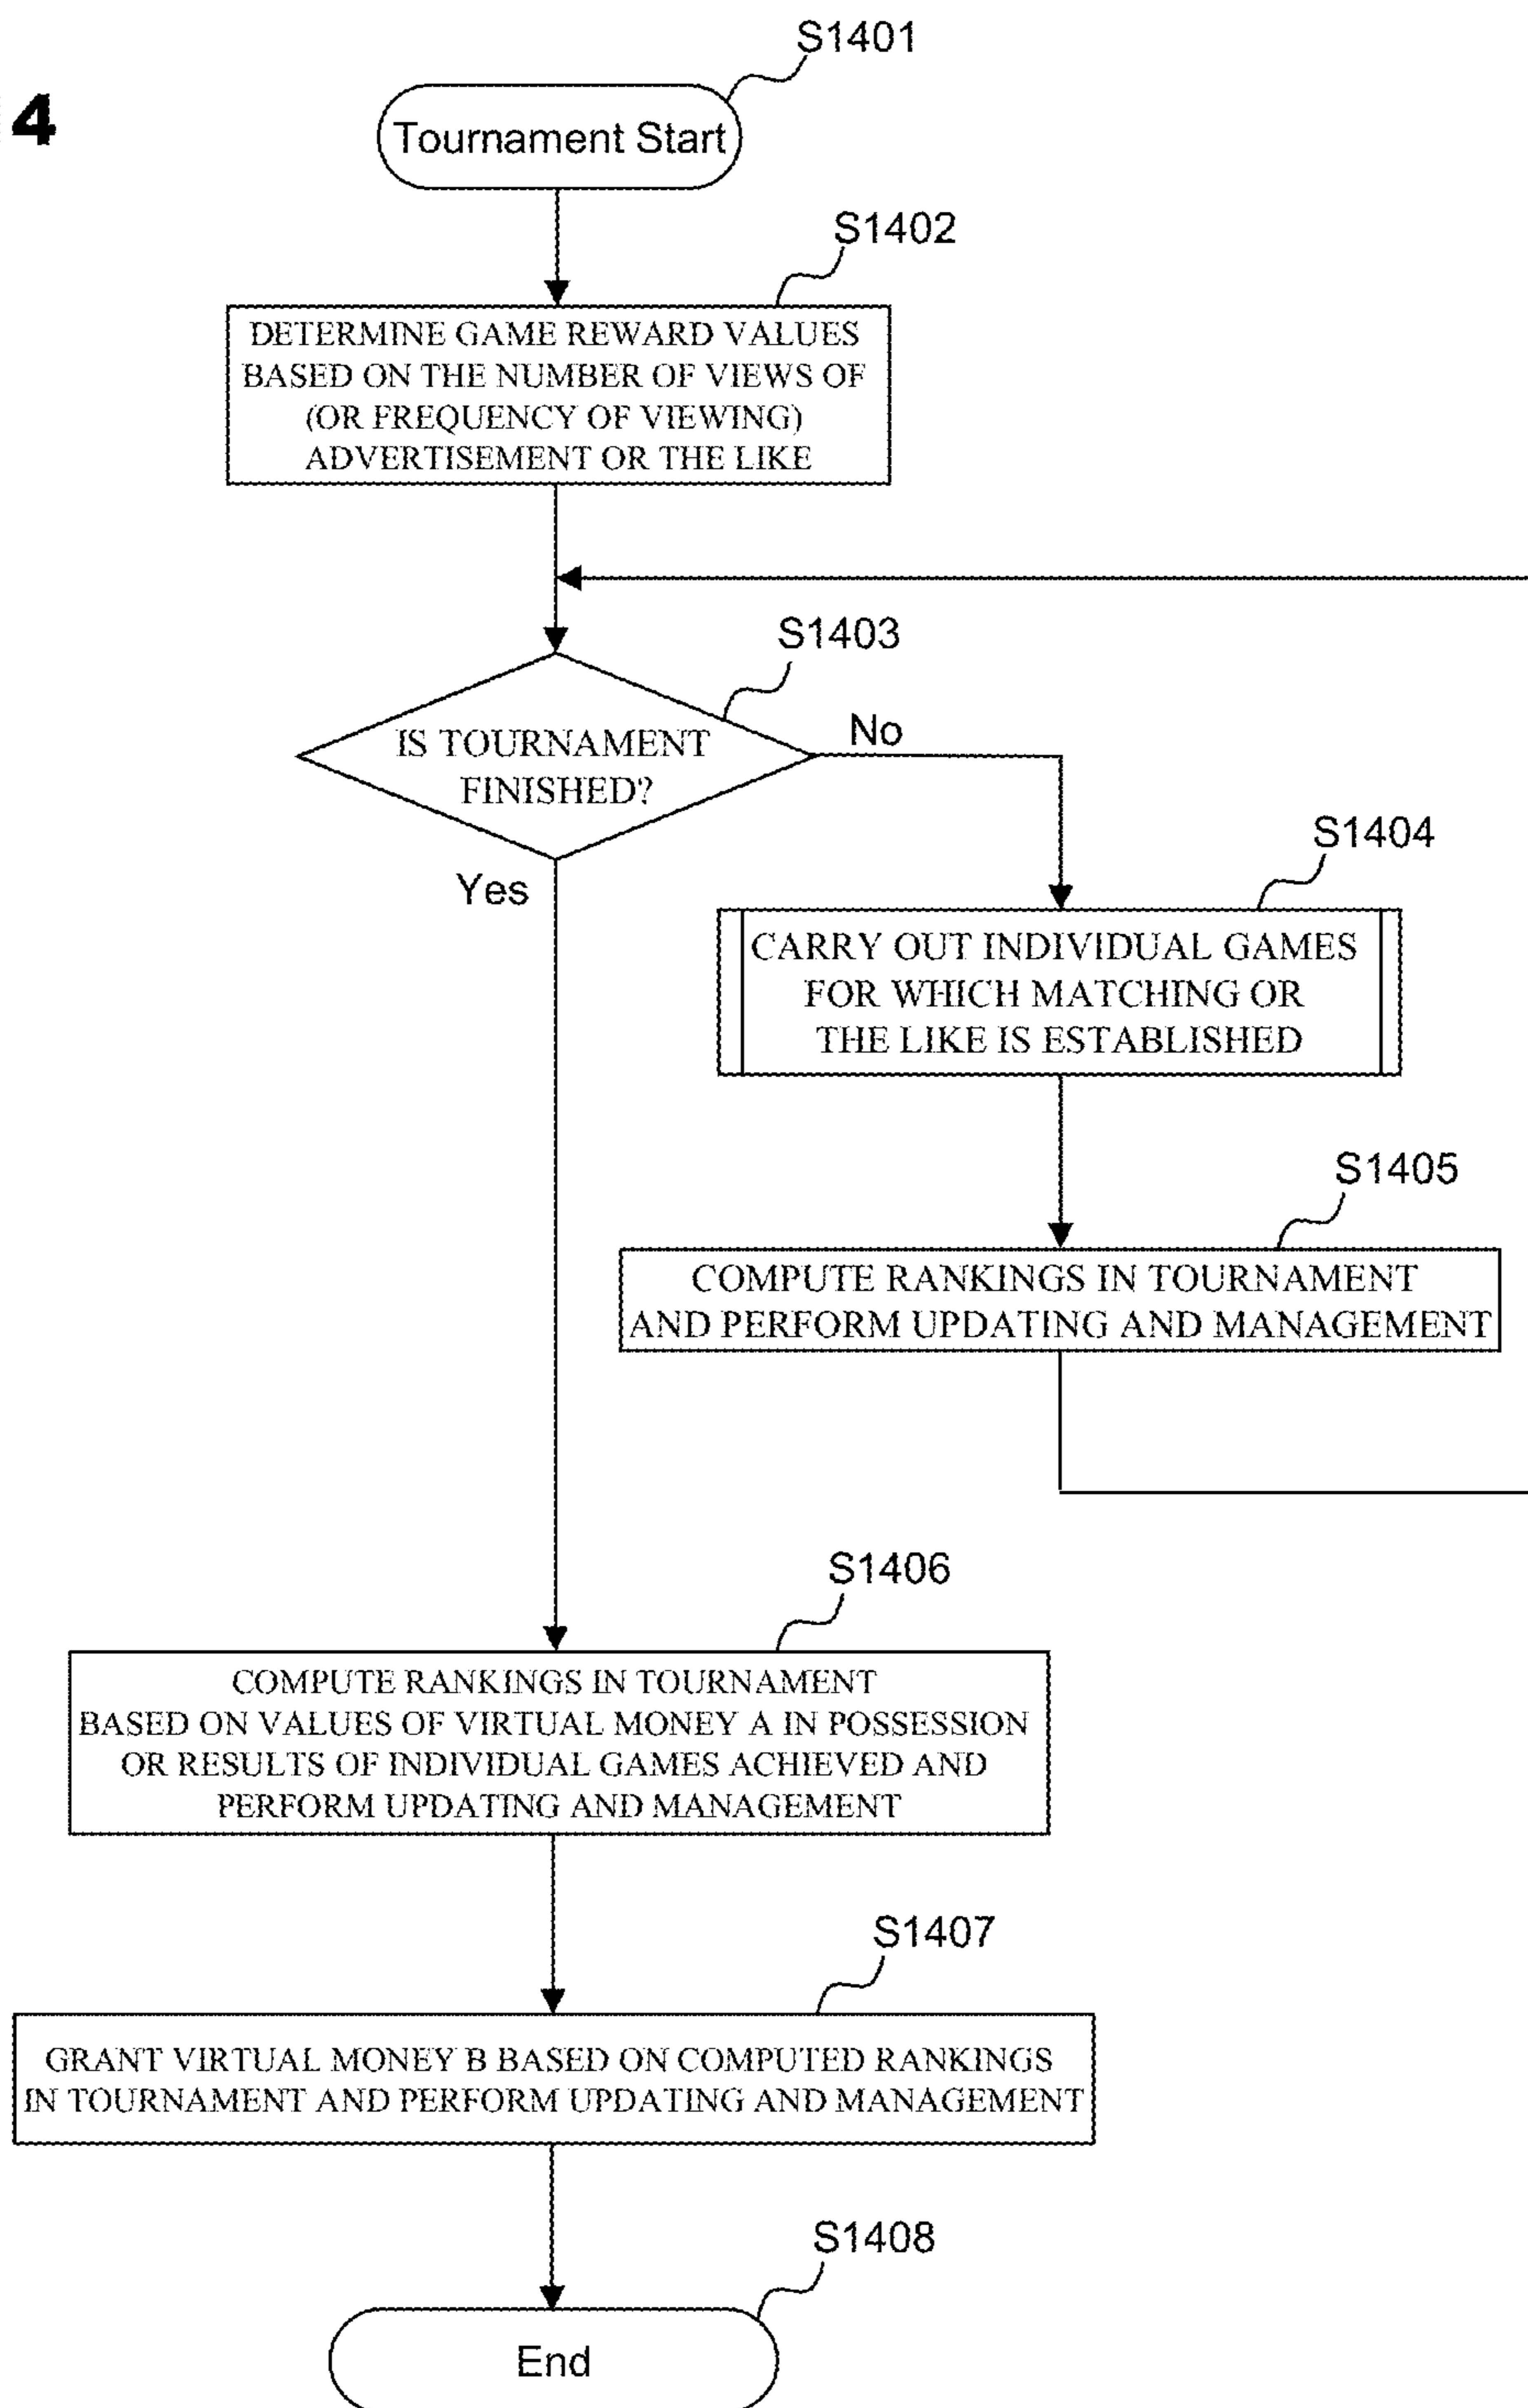 4
S1401
Tournament Start
S1402
DETERMINE GAME REWARD VALUES
BASED ON THE NUMBER OF VIEWS OF
(OR FREQUENCY OF VIEWING)
ADVERTISEMENT OR THE LIKE
S1403
IS TOURNAMENT
FINISHED?
No
Yes
S1404
CARRY OUT INDIVIDUAL GAMES
FOR WHICH MATCHING OR
THE LIKE IS ESTABLISHED
S1405
COMPUTE RANKINGS IN TOURNAMENT
AND PERFORM UPDATING AND MANAGEMENT
S1406
COMPUTE RANKINGS IN TOURNAMENT
BASED ON VALUES OF VIRTUAL MONEY A IN POSSESSION
OR RESULTS OF INDIVIDUAL GAMES ACHIEVED AND
PERFORM UPDATING AND MANAGEMENT
S1407
GRANT VIRTUAL MONEY B BASED ON COMPUTED RANKINGS
IN TOURNAMENT AND PERFORM UPDATING AND MANAGEMENT
S1408
End